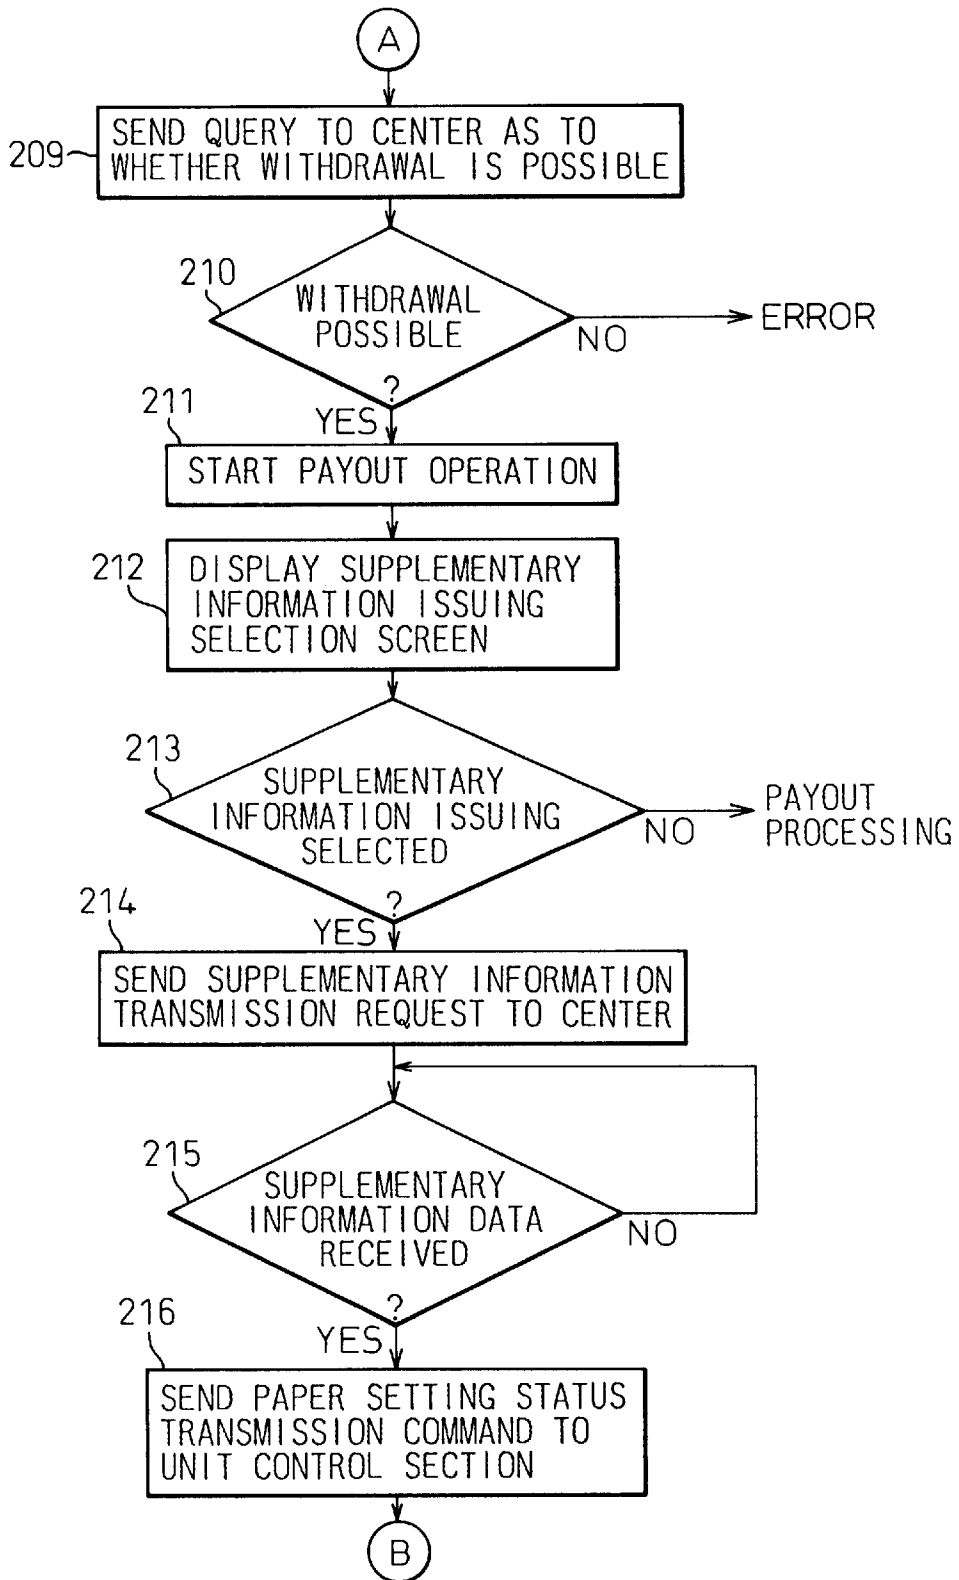 A
209
SEND QUERY TO CENTER AS TO
WHETHER WITHDRAWAL IS POSSIBLE
210
WITHDRAWAL
POSSIBLE
?
NO
ERROR
YES
211
START PAYOUT OPERATION
212
DISPLAY SUPPLEMENTARY
INFORMATION ISSUING
SELECTION SCREEN
213
SUPPLEMENTARY
INFORMATION ISSUING
SELECTED
?
NO
PAYOUT
PROCESSING
YES
214
SEND SUPPLEMENTARY INFORMATION
TRANSMISSION REQUEST TO CENTER
215
SUPPLEMENTARY
INFORMATION DATA
RECEIVED
?
NO
YES
216
SEND PAPER SETTING STATUS
TRANSMISSION COMMAND TO
UNIT CONTROL SECTION
B